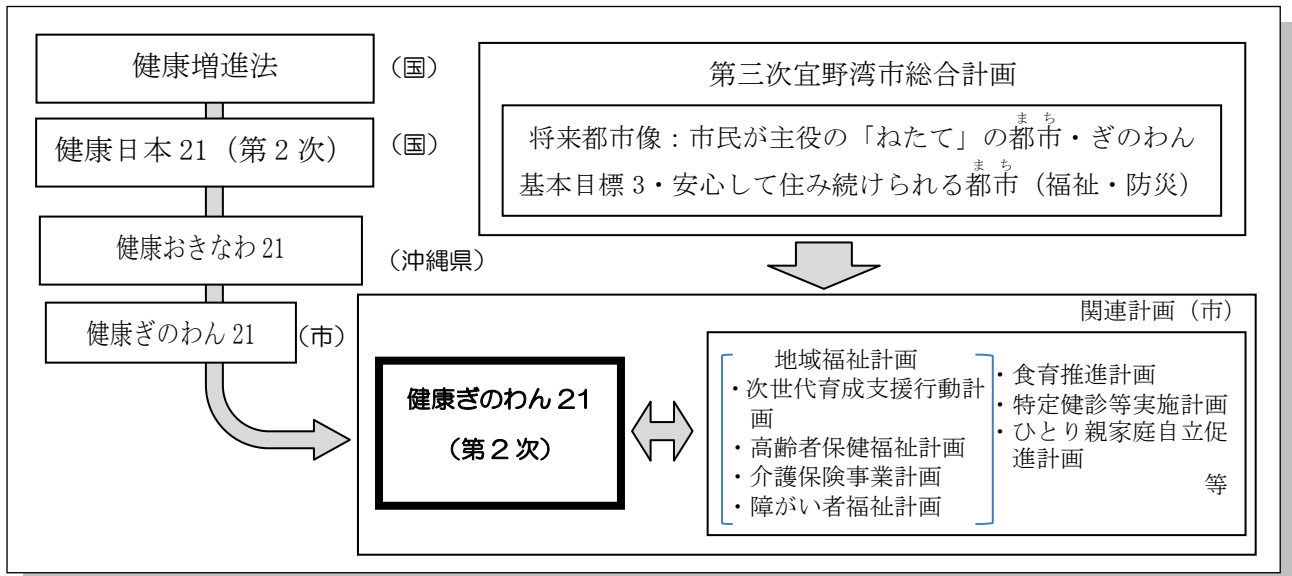 健康増進法
（国）
健康日本 21（第２次）
（国）
健康おきなわ 21
（沖縄県）
健康ぎのわん 21
（市）
第三次宜野湾市総合計画
まち
将来都市像：市民が主役の「ねたて」の都市・ぎのわん
まち
基本目標 3・安心して住み続けられる都市（福祉・防災）
関連計画（市）
健康ぎのわん 21
（第２次）
地域福祉計画
・次世代育成支援行動計
画
・高齢者保健福祉計画
・介護保険事業計画
・障がい者福祉計画
・食育推進計画
・特定健診等実施計画
・ひとり親家庭自立促
進計画
等